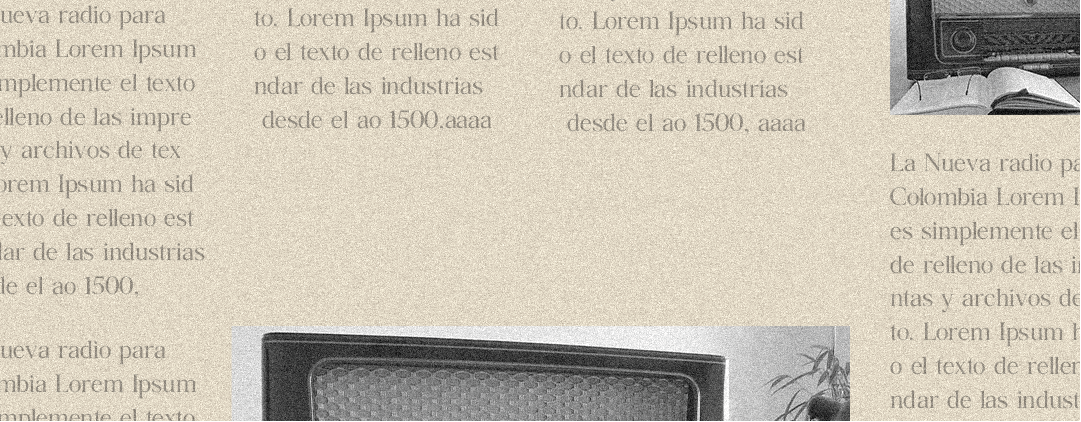 ueva radio para
mbia Lorem Ipsum
mplemente el texto
elleno de las impre
y archivos de tex
orem Ipsum ha sid
exto de relleno est
dar de las industrias
de el ao 1500,
ueva radio para
mbia Lorem Ipsum
mplemente el texto
to. Lorem Ipsum ha sid
o el texto de relleno est
ndar de las industrias
desde el ao 1500.aaaa
to. Lorem Ipsum ha sid
o el texto de relleno est
ndar de las industrias
desde el ao 1500, aaaa
La Nueva radio pa
Colombia Lorem I
es simplemente el
de relleno de las i
ntas y archivos de
to. Lorem Ipsum h
o el texto de reller
ndar de las indust